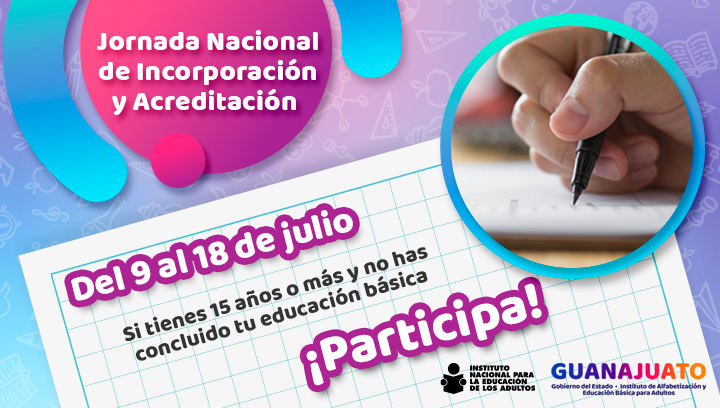 Jornada Nacional
de Incorporación
y Acreditación
Del 9 al 18 de julio
Si tienes 15 años o más y no has
concluido tu educación básica
¡Participa!
INSTITUTO
NACIONAL PARA
LA EDUCACIÓN
DE LOS ADULTOS
GUANAJUATO
Gobierno del Estado • Instituto de Alfabetización y
Educación Básica para Adultos